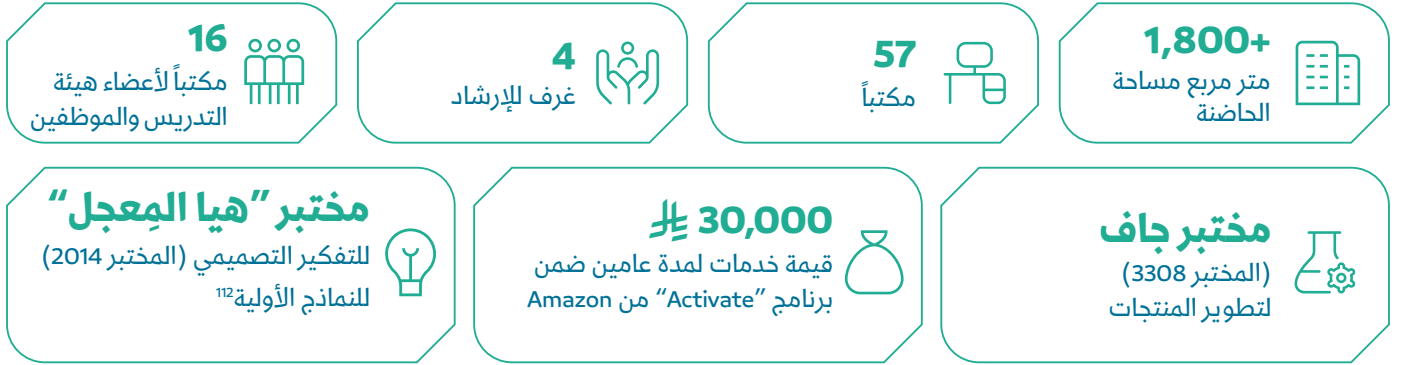 1,800+
متر مربع مساحة
الحاضنة
57
مكتباً
4
غرف للإرشاد
16
مكتباً لأعضاء هيئة
التدريس والموظفين
مختبر جاف
(المختبر 3308)
لتطوير المنتجات
30,000 ⃁
قيمة خدمات لمدة عامين ضمن
برنامج “Activate” من Amazon
مختبر “هيا المِعجل”
للتفكير التصميمي (المختبر 2014)
للنماذج الأولية¹¹²